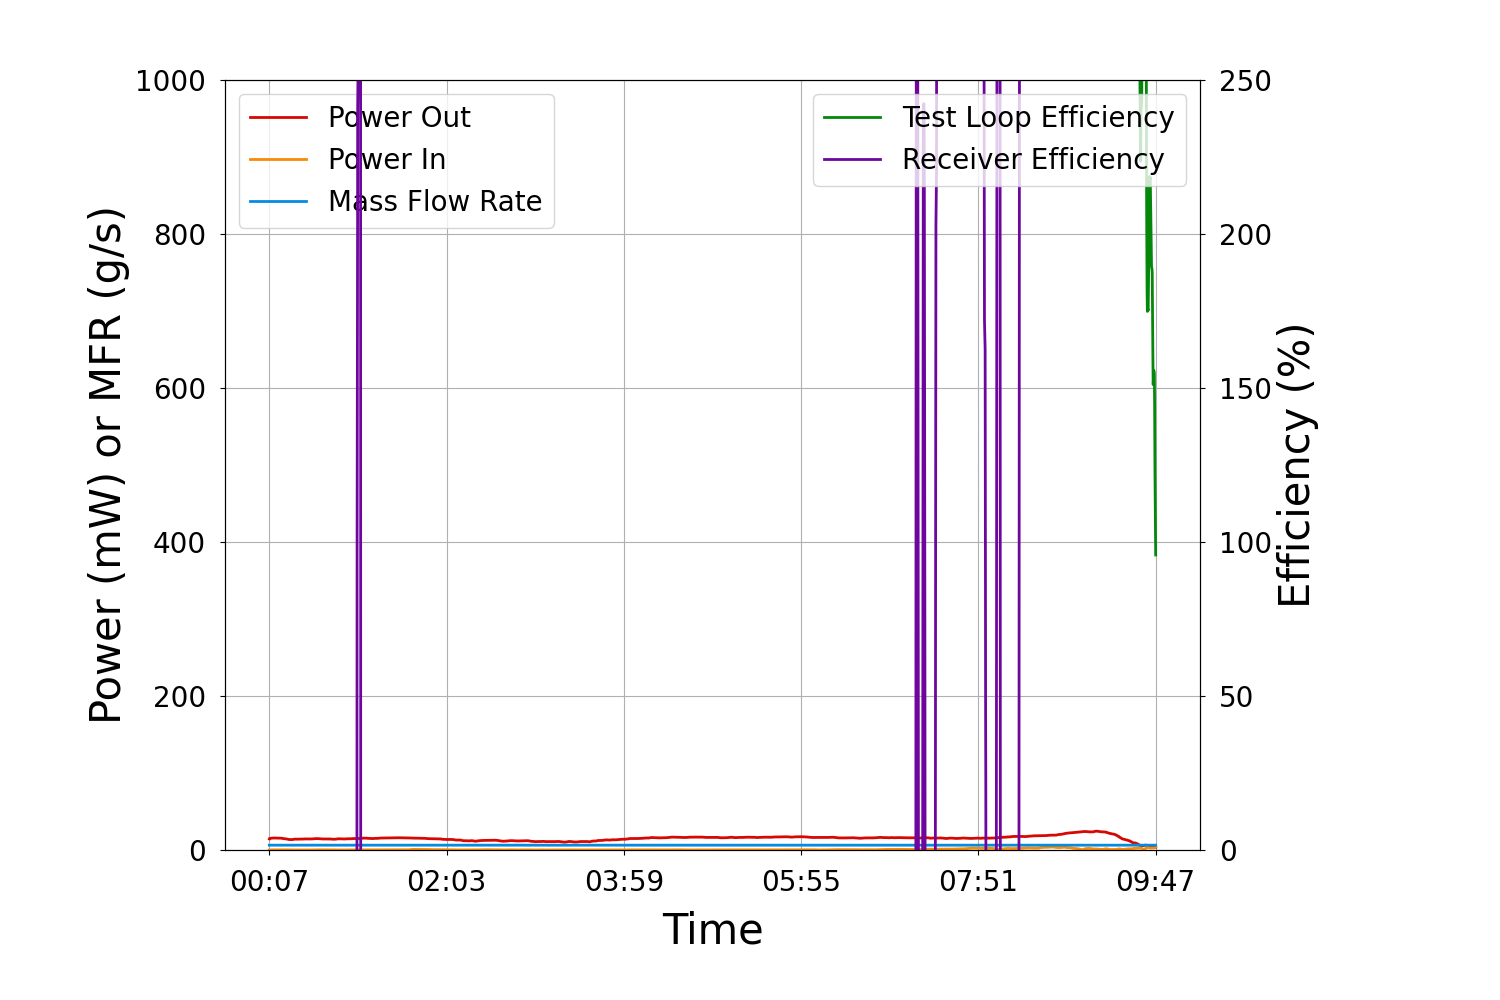 Power (mW) or MFR (g/s)
1000
800
600
400
200
0
Power Out
Power In
Mass Flow Rate
Test Loop Efficiency
Receiver Efficiency
250
200
150
100
50
0
Efficiency (%)
00:07 02:03 03:59 05:55 07:51 09:47
Time